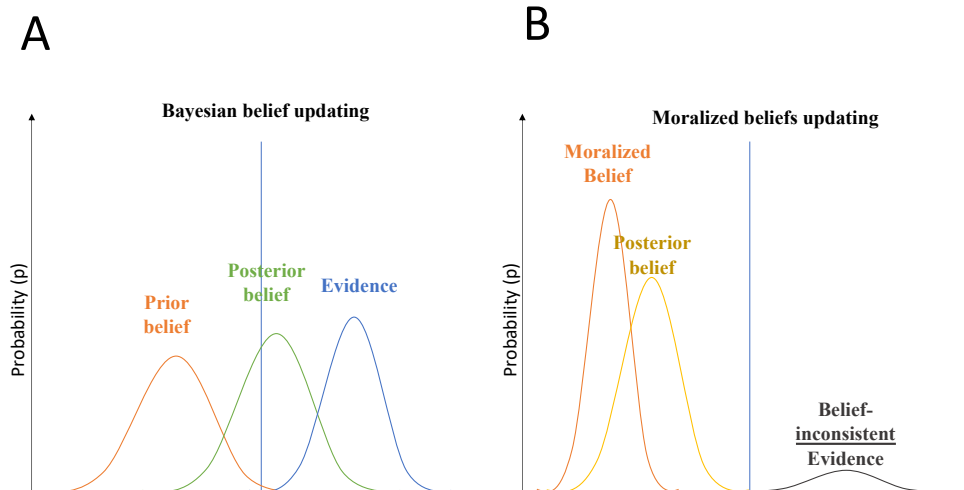 A
Bayesian belief updating
Probability (p)
Prior
belief
Posterior
belief
Evidence
B
Moralized beliefs updating
Probability (p)
Moralized
Belief
Posterior
belief
Belief-
inconsistent
Evidence